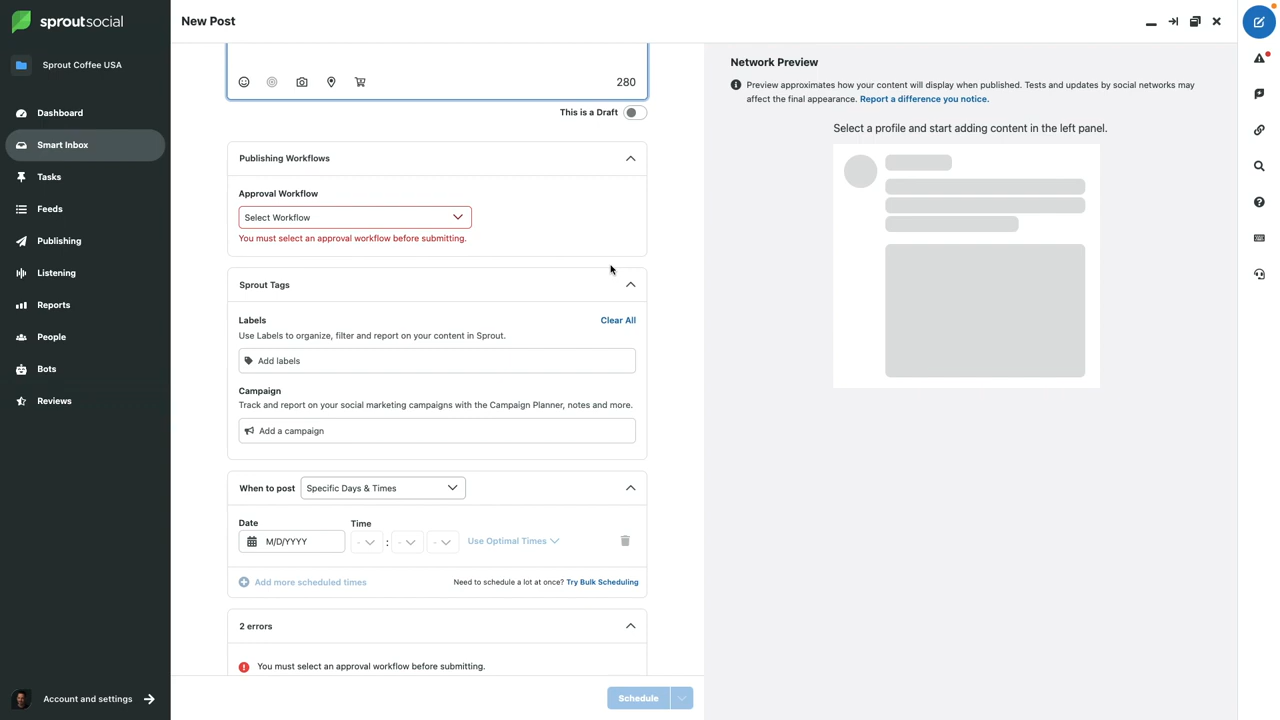 sproutsocial
New Post
Sprout Coffee USA
Dashboard
Smart Inbox
Tasks
Feeds
Publishing
Listening
Reports
People
Bots
Reviews
Account and settings
280
This is a Draft
Publishing Workflows
Approval Workflow
Select Workflow
You must select an approval workflow before submitting.
Sprout Tags
Labels
Clear All
Use Labels to organize, filter and report on your content in Sprout.
Add labels
Campaign
Track and report on your social marketing campaigns with the Campaign Planner, notes and more.
Add a campaign
When to post
Specific Days & Times
Date
Time
M/D/YYYY
- : - -
Use Optimal Times
Add more scheduled times
Need to schedule a lot at once? Try Bulk Scheduling
2 errors
You must select an approval workflow before submitting.
Schedule
Network Preview
Preview approximates how your content will display when published. Tests and updates by social networks may
affect the final appearance. Report a difference you notice.
Select a profile and start adding content in the left panel.